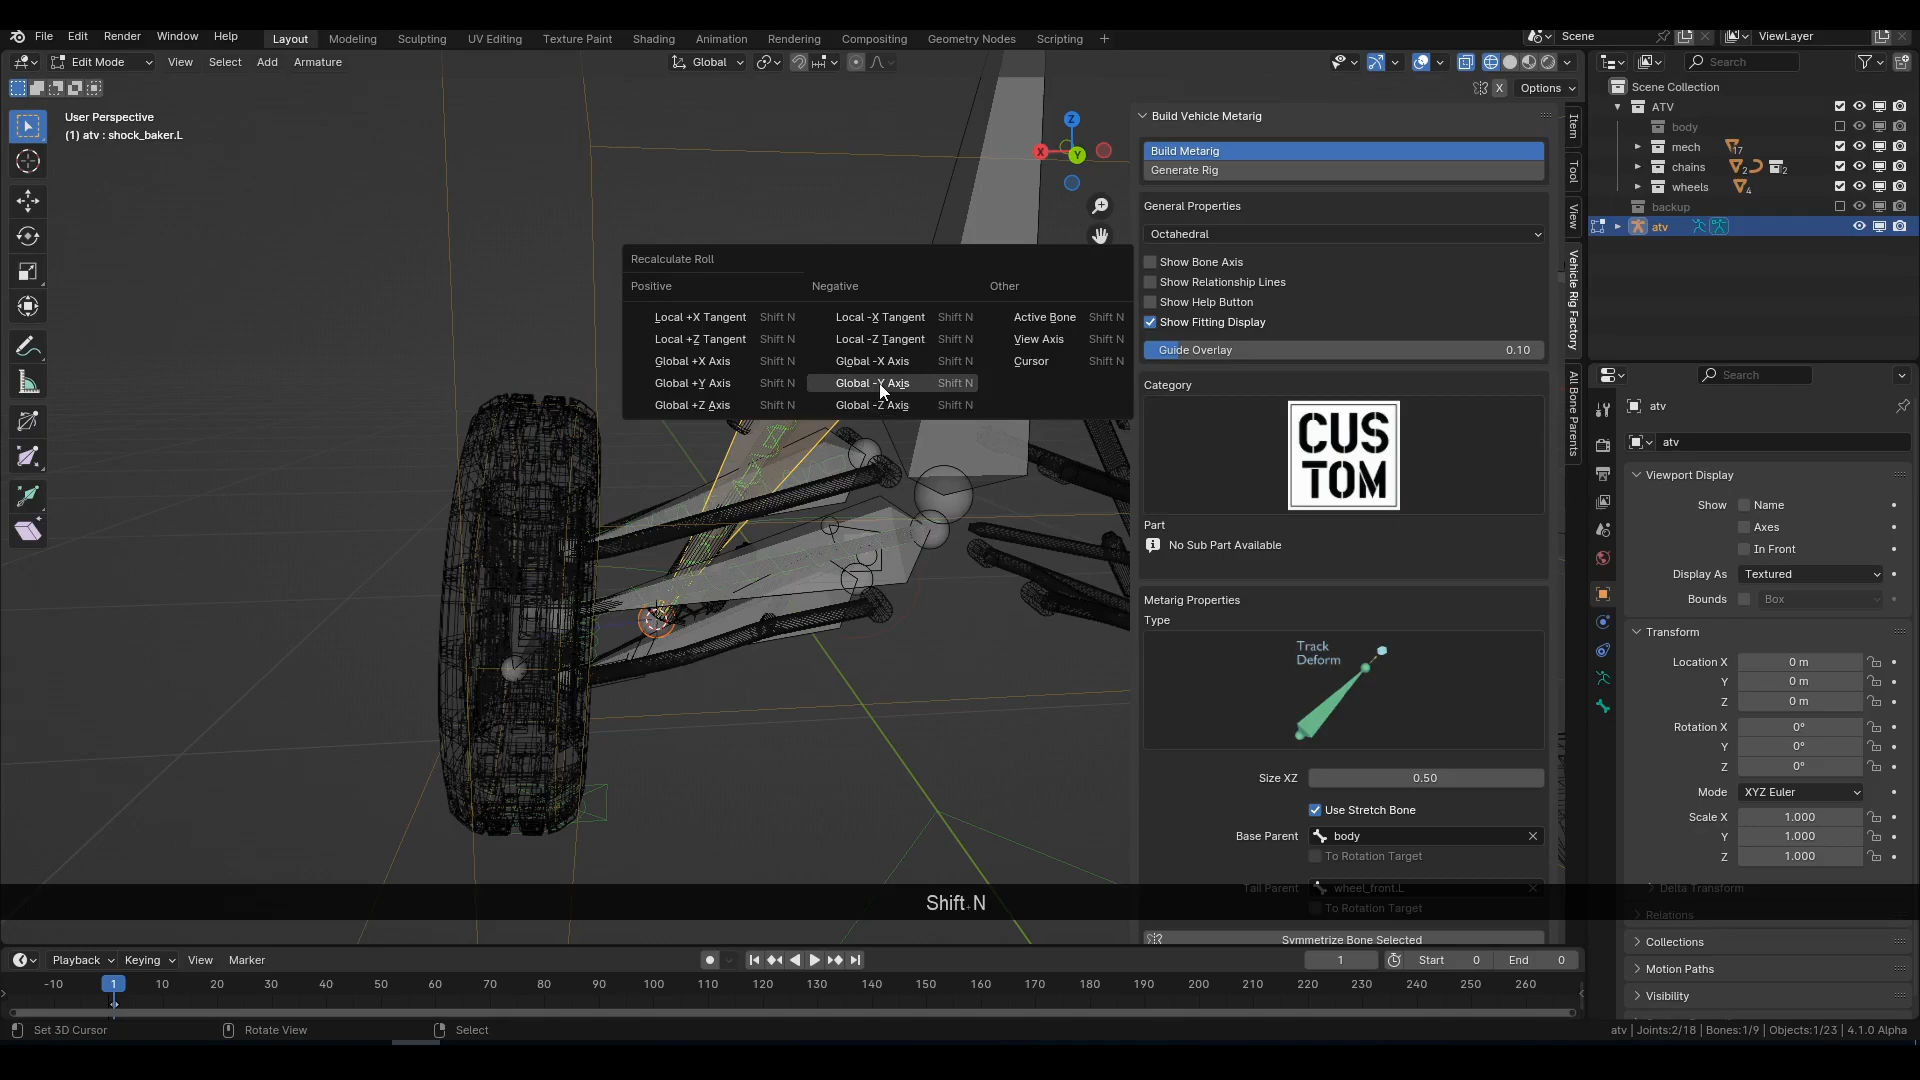 File Edit Render Window Help
Layout Modeling Sculpting UV Editing Texture Paint Shading Animation Rendering Compositing Geometry Nodes Scripting +
Scene
ViewLayer
Edit Mode View Select Add Armature
Global
X Options
User Perspective
(1) atv : shock_baker.L
Z
X
Y
Recalculate Roll
Positive Negative Other
Local +X Tangent Shift N Local -X Tangent Shift N Active Bone Shift N
Local +Z Tangent Shift N Local -Z Tangent Shift N View Axis Shift N
Global +X Axis Shift N Global -X Axis Shift N Cursor Shift N
Global +Y Axis Shift N Global -Y Axis Shift N
Global +Z Axis Shift N Global -Z Axis Shift N
Build Vehicle Metarig
Build Metarig
Generate Rig
General Properties
Octahedral
Show Bone Axis
Show Relationship Lines
Show Help Button
Show Fitting Display
Guide Overlay 0.10
Category
CUS
TOM
Part
No Sub Part Available
Metarig Properties
Type
Track
Deform
Size XZ 0.50
Use Stretch Bone
Base Parent body
To Rotation Target
Tail Parent wheel_front.L
To Rotation Target
Symmetrize Bone Selected
Item
Tool
View
Vehicle Rig Factory
All Bone Parents
Search
Scene Collection
ATV
body
mech 17
chains 2 2
wheels 4
backup
atv
Search
atv
atv
Viewport Display
Show Name
Axes
In Front
Display As Textured
Bounds Box
Transform
Location X 0 m
Y 0 m
Z 0 m
Rotation X 0°
Y 0°
Z 0°
Mode XYZ Euler
Scale X 1.000
Y 1.000
Z 1.000
Delta Transform
Relations
Collections
Motion Paths
Visibility
Shift N
Playback Keying View Marker
1 Start 0 End 0
-10 1 10 20 30 40 50 60 70 80 90 100 110 120 130 140 150 160 170 180 190 200 210 220 230 240 250 260
Set 3D Cursor Rotate View Select
atv | Joints:2/18 | Bones:1/9 | Objects:1/23 | 4.1.0 Alpha